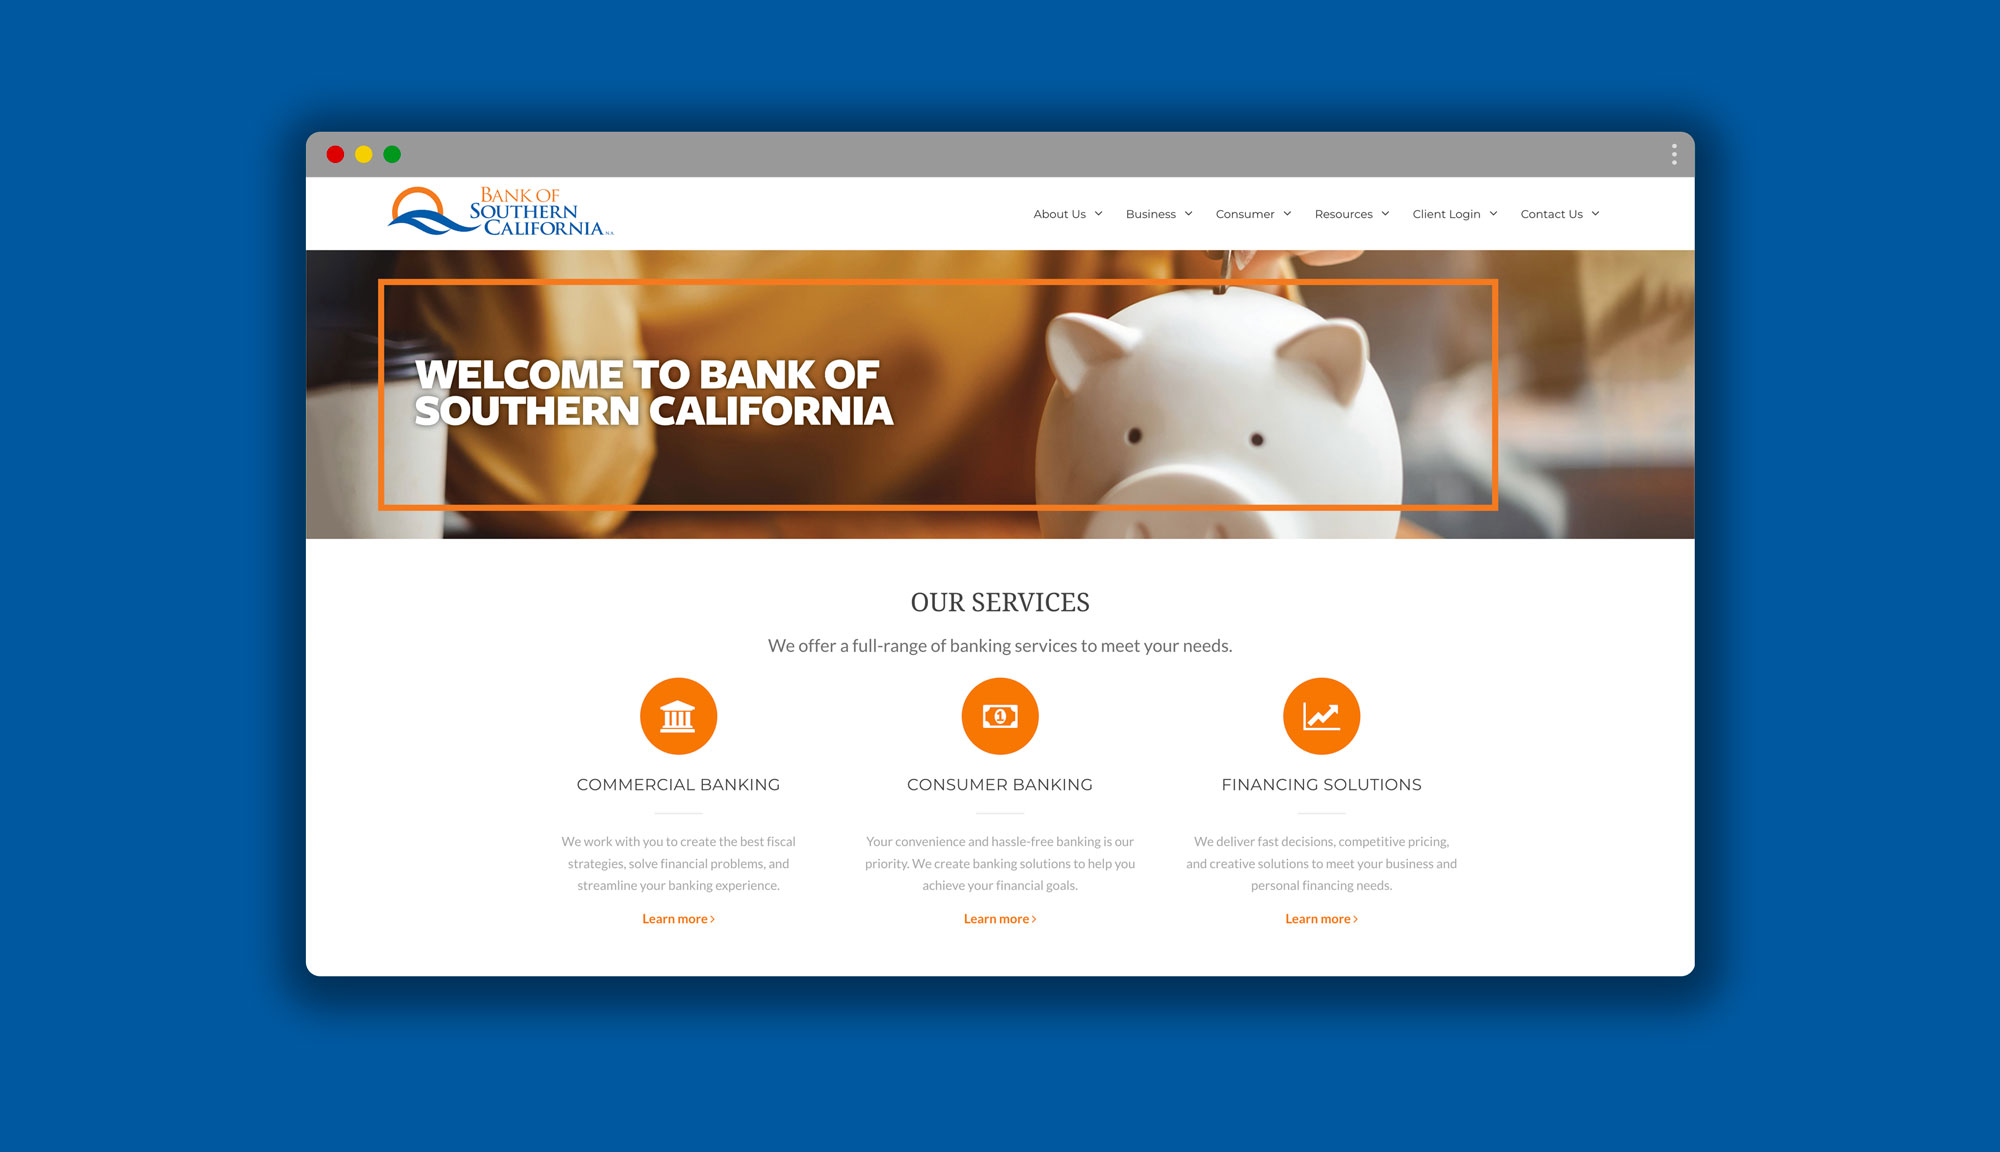 BANK OF
SOUTHERN
CALIFORNIA N.A.
About Us
Business
Consumer
Resources
Client Login
Contact Us
WELCOME TO BANK OF
SOUTHERN CALIFORNIA
OUR SERVICES
We offer a full-range of banking services to meet your needs.
1
COMMERCIAL BANKING
We work with you to create the best fiscal
strategies, solve financial problems, and
streamline your banking experience.
Learn more
CONSUMER BANKING
Your convenience and hassle-free banking is our
priority. We create banking solutions to help you
achieve your financial goals.
Learn more
FINANCING SOLUTIONS
We deliver fast decisions, competitive pricing,
and creative solutions to meet your business and
personal financing needs.
Learn more